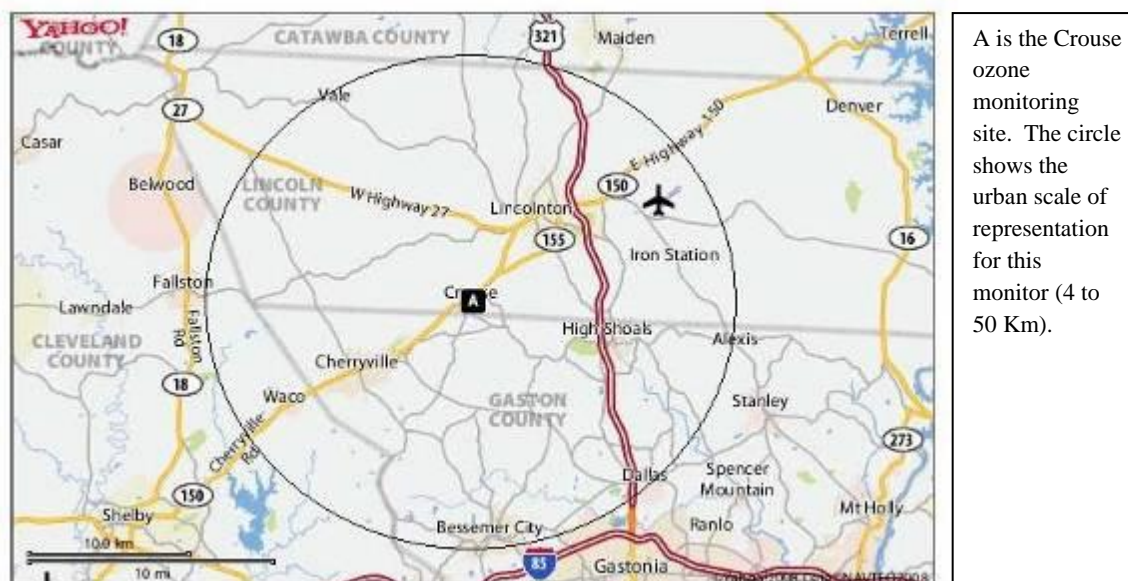 YAHOO!
COUNTY
18
CATAWBA COUNTY
321
Maiden
Terrell
Vale
27
Denver
Casar
E Highway 150
Belwood
LINCOLN
COUNTY
W Highway 27
Lincolnton
150
155
16
Iron Station
Fallston
Crouse
A
Lawndale
Fallston
Rd
High Shoals
Alexis
CLEVELAND
COUNTY
Cherryville
18
Waco
GASTON
COUNTY
Stanley
Cherryville
Rd
273
Dallas
Spencer
Mountain
150
Shelby
Mt Holly
Bessemer City
Ranlo
10.0 km
10 mi
85
Gastonia
A is the Crouse
ozone
monitoring
site. The circle
shows the
urban scale of
representation
for this
monitor (4 to
50 Km).